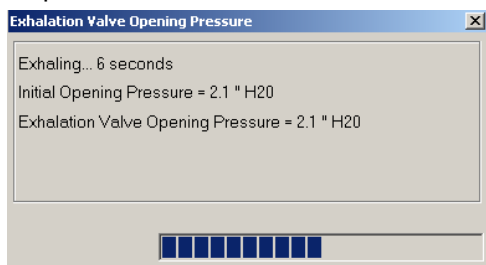 Exhalation Valve Opening Pressure
Exhaling... 6 seconds
Initial Opening Pressure = 2.1 " H20
Exhalation Valve Opening Pressure = 2.1 " H20